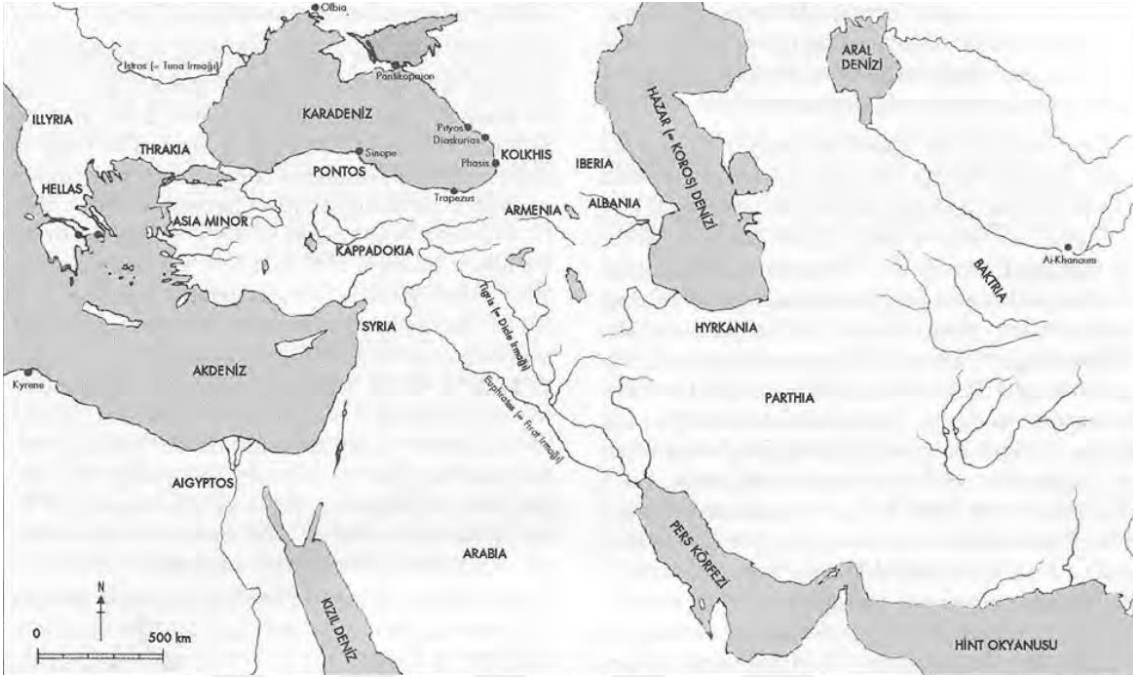 Olbia
Istros (= Tuna Irmağı)
Pantikapaion
ARAL
DENİZİ
ILLYRIA
KARADENİZ
HAZAR (= KOROS) DENİZİ
Pityos
Dioskurias
THRAKIA
Sinope
Phasis
KOLKHIS
IBERIA
PONTOS
HELLAS
Trapezus
ALBANIA
ARMENIA
ASIA MINOR
KAPPADOKIA
Ai-Khanoum
BAKTRIA
Tigris (= Dicle Irmağı)
SYRIA
HYRKANIA
AKDENİZ
Kyrene
Euphrates (= Fırat Irmağı)
PARTHIA
AIGYPTOS
ARABIA
PERS KÖRFEZİ
N
KIZIL DENİZ
0
500 km
HİNT OKYANUSU